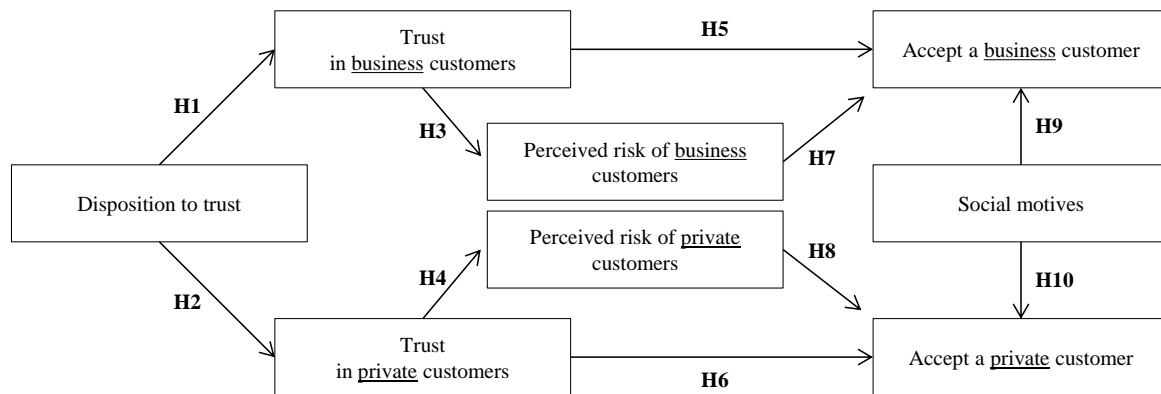 Trust
in business customers
H5
Accept a business customer
H1
H3
Perceived risk of business
customers
H7
H9
Disposition to trust
Social motives
Perceived risk of private
customers
H2
H4
H8
H10
Trust
in private customers
H6
Accept a private customer